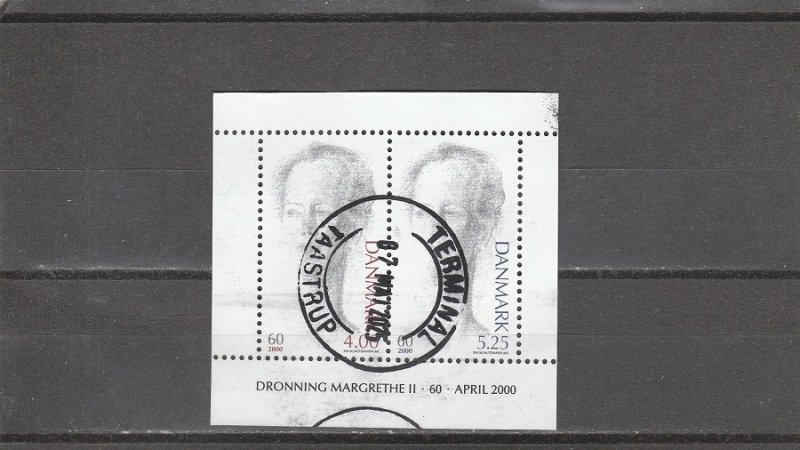 DANMARK
60
2000
4.00
DANMARK
60
2000
5.25
TERMINAL
TAASTRUP
DRONNING MARGRETHE II · 60 · APRIL 2000